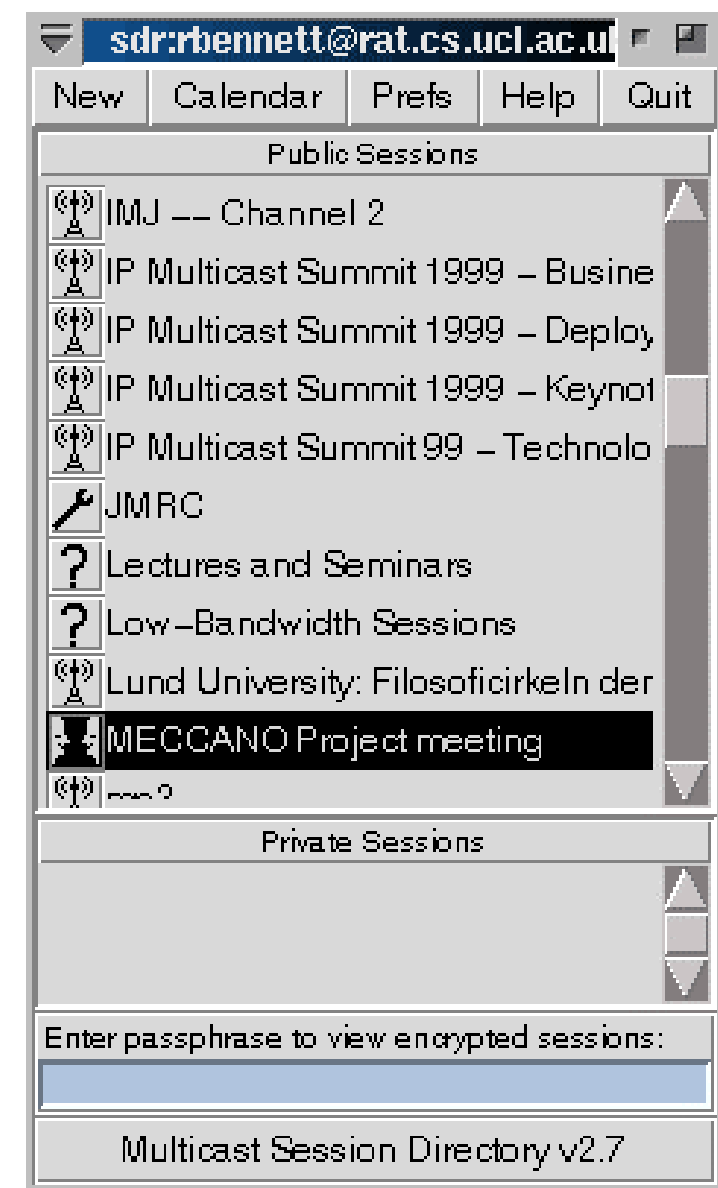 sdr:rbennett@rat.cs.ucl.ac.u
New Calendar Prefs Help Quit
Public Sessions
IMJ -- Channel 2
IP Multicast Summit 1999 - Busine
IP Multicast Summit 1999 - Deploy
IP Multicast Summit 1999 - Keynot
IP Multicast Summit 99 - Technolo
JMRC
Lectures and Seminars
Low-Bandwidth Sessions
Lund University: Filosoficirkeln der
MECCANO Project meeting
Private Sessions
Enter passphrase to view encrypted sessions:
Multicast Session Directory v2.7